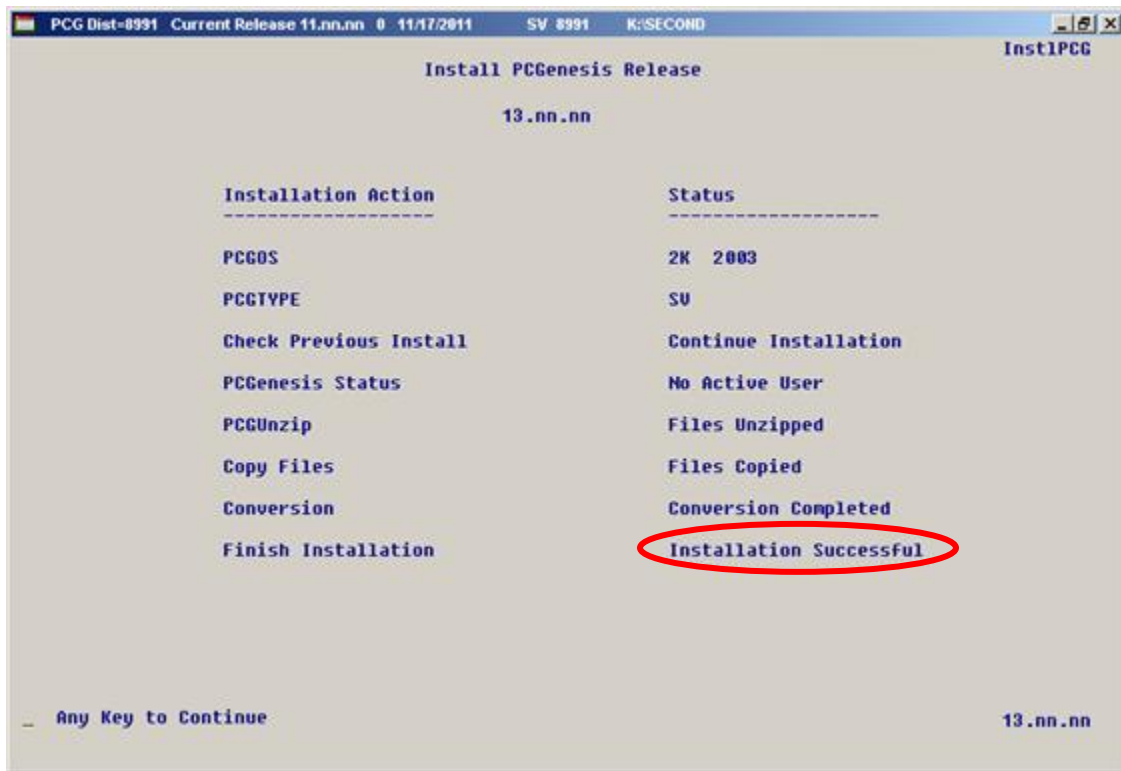 PCG Dist=8991 Current Release 11.nn.nn 0 11/17/2011 SV 8991 K:\SECOND
InstlPCG
Install PCGenesis Release
13.nn.nn
Installation Action Status
------------------- -------------------
PCGOS 2K 2003
PCGTYPE SV
Check Previous Install Continue Installation
PCGenesis Status No Active User
PCGUnzip Files Unzipped
Copy Files Files Copied
Conversion Conversion Completed
Finish Installation Installation Successful
_ Any Key to Continue 13.nn.nn